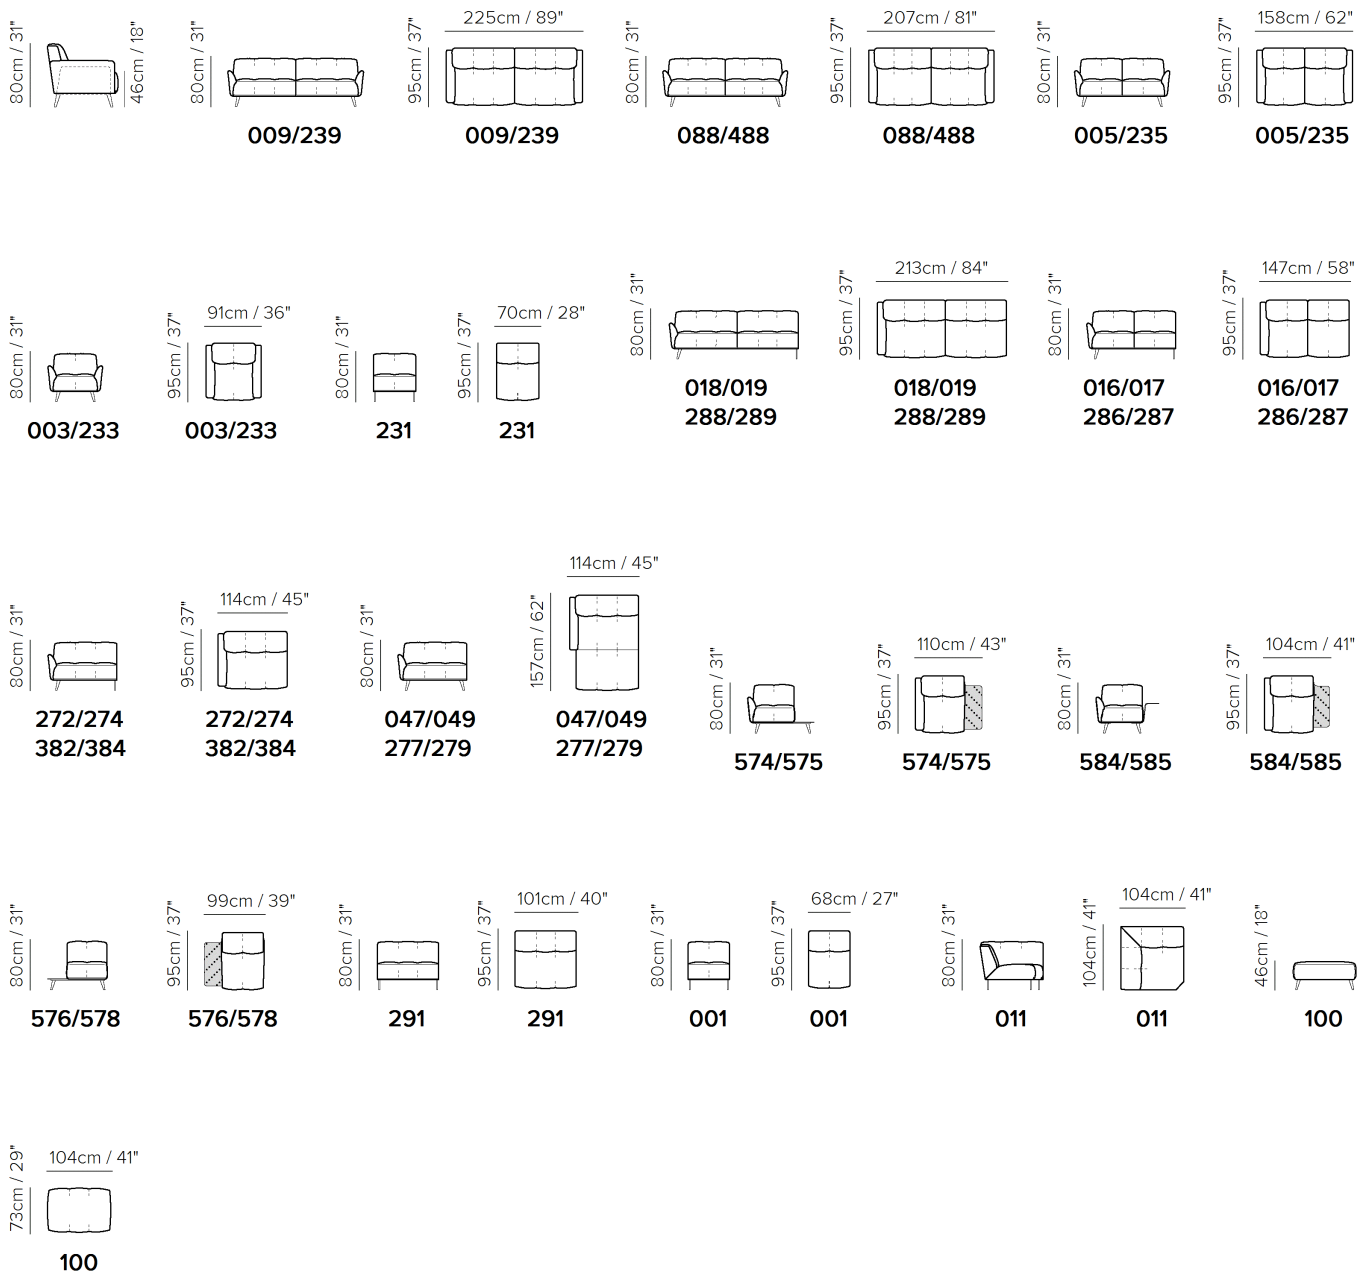 80cm / 31"
46cm / 18"
80cm / 31"
009/239
95cm / 37"
225cm / 89"
009/239
80cm / 31"
088/488
95cm / 37"
207cm / 81"
088/488
80cm / 31"
005/235
95cm / 37"
158cm / 62"
005/235
80cm / 31"
003/233
95cm / 37"
91cm / 36"
003/233
80cm / 31"
231
95cm / 37"
70cm / 28"
231
80cm / 31"
018/019
288/289
95cm / 37"
213cm / 84"
018/019
288/289
80cm / 31"
016/017
286/287
95cm / 37"
147cm / 58"
016/017
286/287
80cm / 31"
272/274
382/384
95cm / 37"
114cm / 45"
272/274
382/384
80cm / 31"
047/049
277/279
157cm / 62"
114cm / 45"
047/049
277/279
80cm / 31"
574/575
95cm / 37"
110cm / 43"
574/575
80cm / 31"
584/585
95cm / 37"
104cm / 41"
584/585
80cm / 31"
576/578
95cm / 37"
99cm / 39"
576/578
80cm / 31"
291
95cm / 37"
101cm / 40"
291
80cm / 31"
001
95cm / 37"
68cm / 27"
001
80cm / 31"
011
104cm / 41"
104cm / 41"
011
46cm / 18"
100
73cm / 29"
104cm / 41"
100